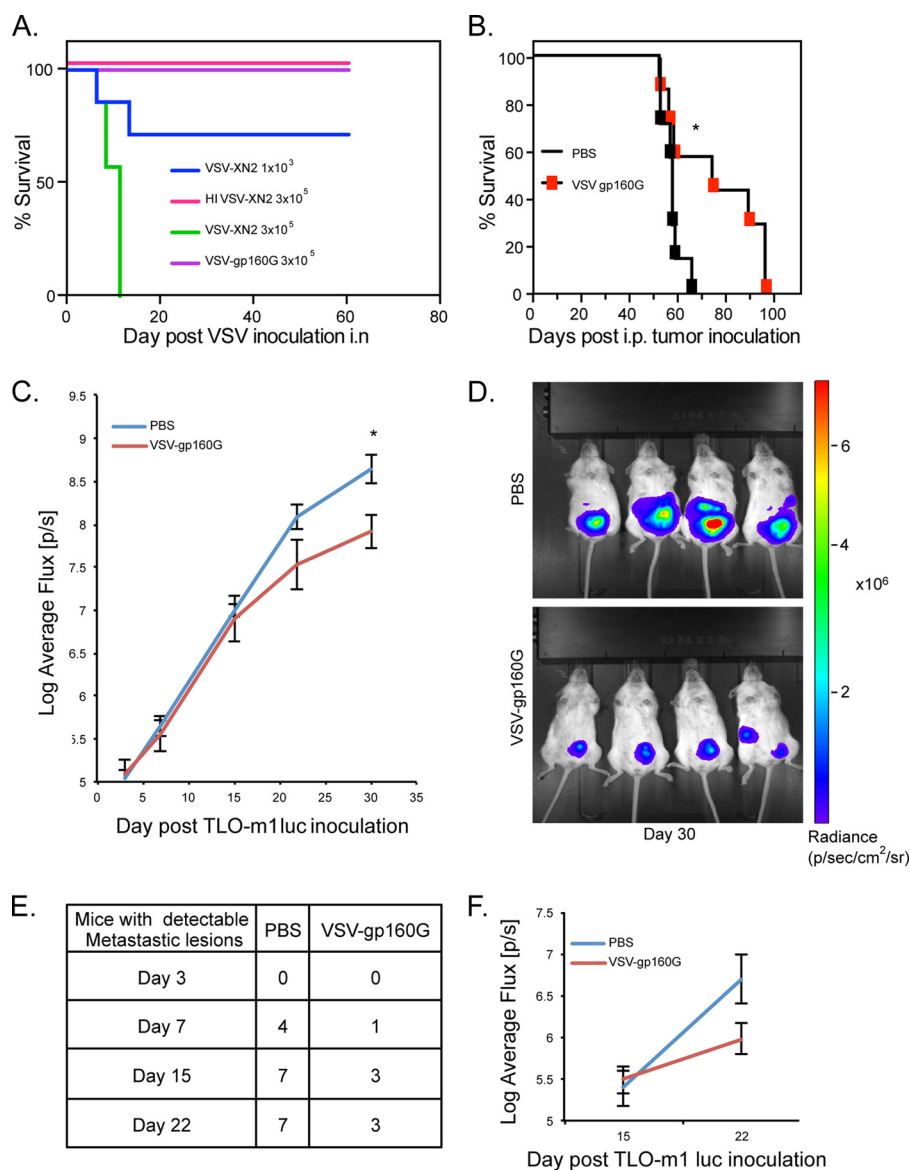 A.
% Survival
100
50
0
0 20 40 60 80
Day post VSV inoculation i.n
VSV-XN2 1x10³
HI VSV-XN2 3x10⁵
VSV-XN2 3x10⁵
VSV-gp160G 3x10⁵
B.
% Survival
100
80
60
40
20
0
0 20 40 60 80 100
Days post i.p. tumor inoculation
*
PBS
VSV gp160G
C.
PBS
VSV-gp160G
*
Log Average Flux [p/s]
9.5
9
8.5
8
7.5
7
6.5
6
5.5
5
0 5 10 15 20 25 30 35
Day post TLO-m1luc inoculation
D.
PBS
VSV-gp160G
Day 30
6
4
x10⁶
2
Radiance
(p/sec/cm²/sr)
E.
Mice with detectable
Metastastic lesions
PBS
VSV-gp160G
Day 3 0 0
Day 7 4 1
Day 15 7 3
Day 22 7 3
F.
PBS
VSV-gp160G
Log Average Flux [p/s]
7.5
7
6.5
6
5.5
5
15 22
Day post TLO-m1 luc inoculation